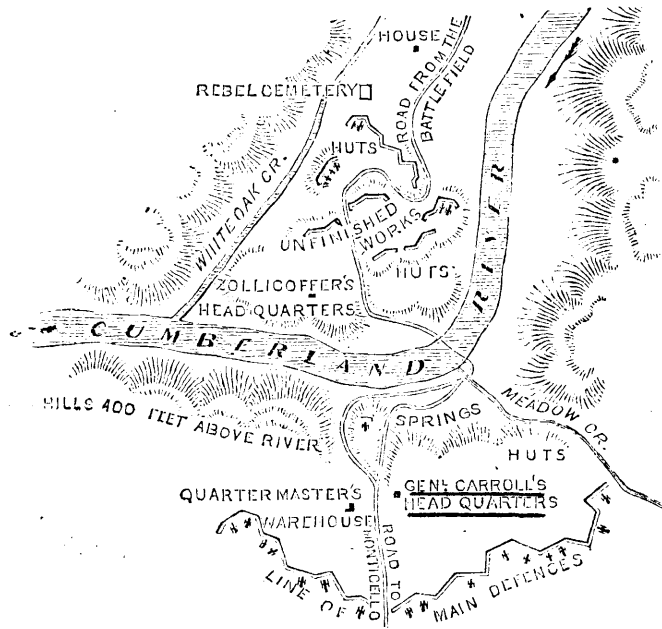 HOUSE
REBEL CEMETERY
ROAD FROM THE
BATTLE FIELD
HUTS
WHITE OAK CR.
UNFINISHED
WORKS
HUTS
ZOLLICOFFER'S
HEAD QUARTERS
CUMBERLAND
RIVER
HILLS 400 FEET ABOVE RIVER
SPRINGS
MEADOW CR.
HUTS
QUARTER MASTER'S
WAREHOUSE
GENL CARROLL'S
HEAD QUARTERS
ROAD TO
MONTICELLO
LINE OF
MAIN DEFENCES